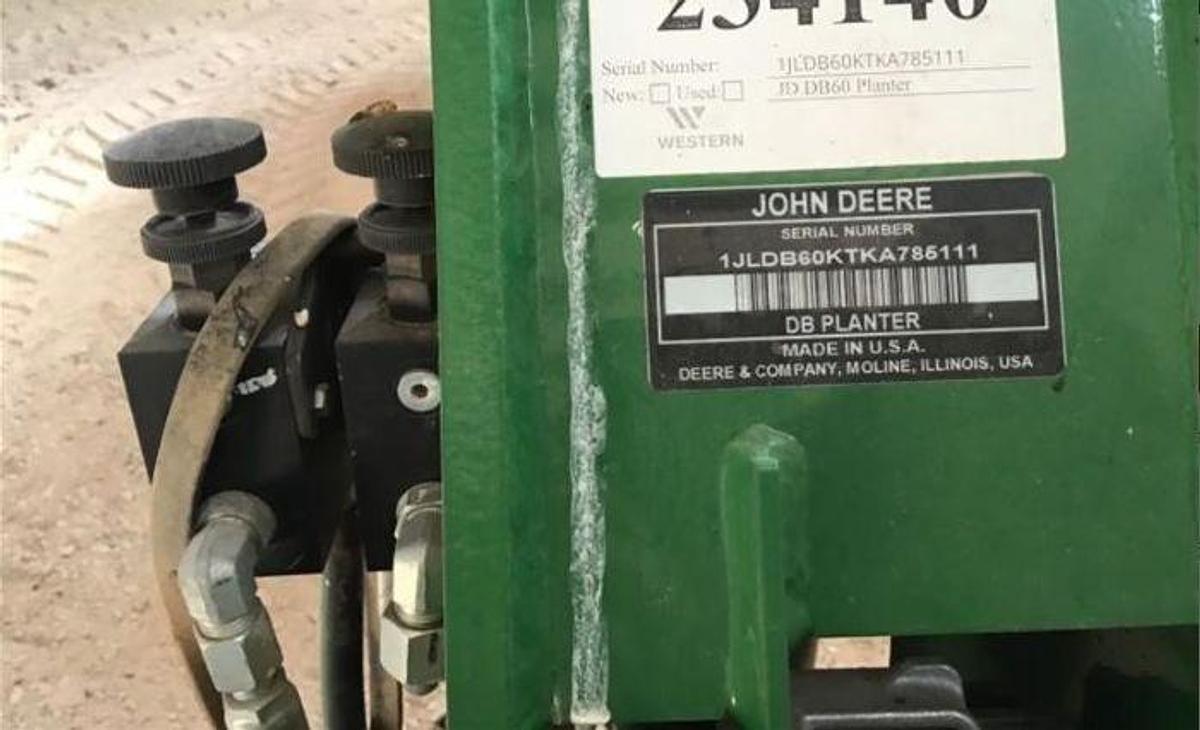 254146
Serial Number: 1JLDB60KTKA785111
New: Used: JD DB60 Planter
WESTERN
JOHN DEERE
SERIAL NUMBER
1JLDB60KTKA785111
DB PLANTER
MADE IN U.S.A.
DEERE & COMPANY, MOLINE, ILLINOIS, USA